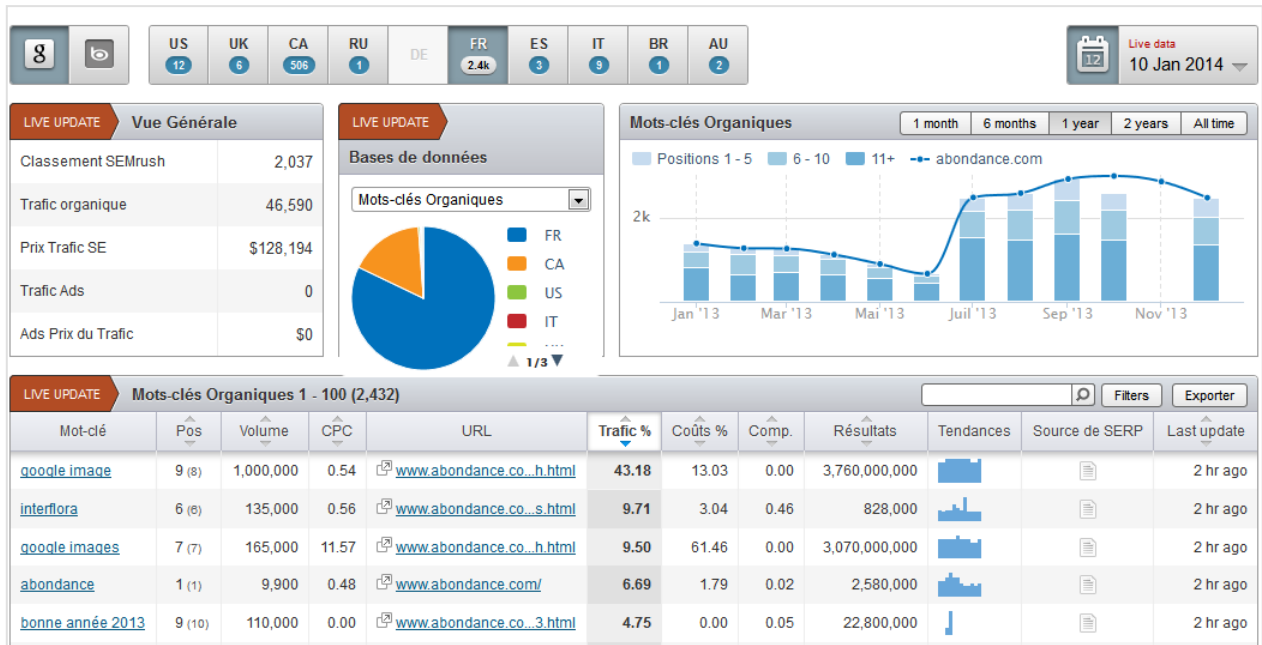 g b
US UK CA RU DE FR ES IT BR AU
12 6 506 1 2.4k 3 9 1 2
Live data
12 10 Jan 2014
LIVE UPDATE Vue Générale
Classement SEMrush 2,037
Trafic organique 46,590
Prix Trafic SE $128,194
Trafic Ads 0
Ads Prix du Trafic $0
LIVE UPDATE
Bases de données
Mots-clés Organiques
FR
CA
US
IT
1/3
Mots-clés Organiques 1 month 6 months 1 year 2 years All time
Positions 1 - 5 6 - 10 11+ abondance.com
2k
Jan '13 Mar '13 Mai '13 Juil '13 Sep '13 Nov '13
LIVE UPDATE Mots-clés Organiques 1 - 100 (2,432) Filters Exporter
Mot-clé Pos Volume CPC URL Trafic % Coûts % Comp. Résultats Tendances Source de SERP Last update
google image 9 (8) 1,000,000 0.54 www.abondance.co...h.html 43.18 13.03 0.00 3,760,000,000 2 hr ago
interflora 6 (6) 135,000 0.56 www.abondance.co...s.html 9.71 3.04 0.46 828,000 2 hr ago
google images 7 (7) 165,000 11.57 www.abondance.co...h.html 9.50 61.46 0.00 3,070,000,000 2 hr ago
abondance 1 (1) 9,900 0.48 www.abondance.com/ 6.69 1.79 0.02 2,580,000 2 hr ago
bonne année 2013 9 (10) 110,000 0.00 www.abondance.co...3.html 4.75 0.00 0.05 22,800,000 2 hr ago